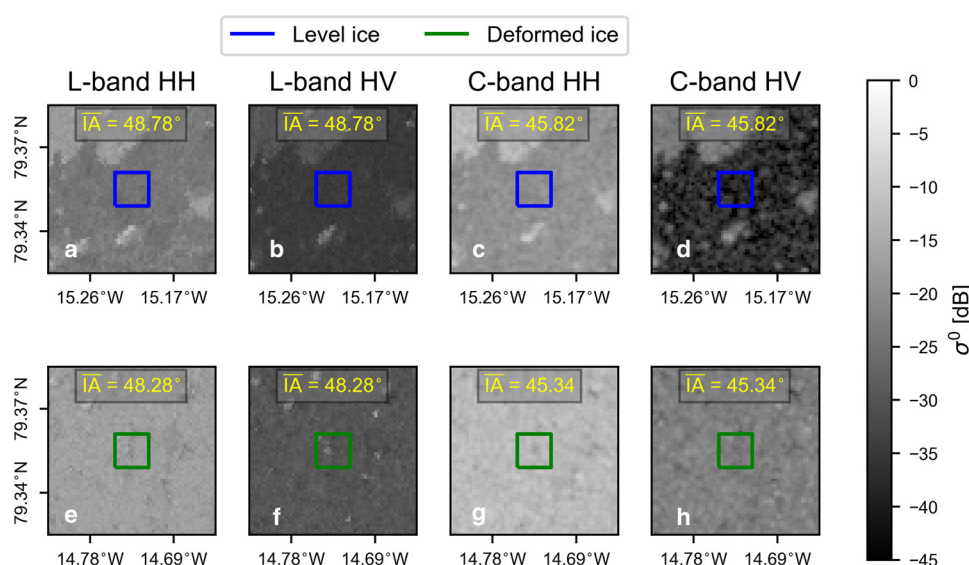 Level ice Deformed ice
L-band HH L-band HV C-band HH C-band HV
IA = 48.78° IA = 48.78° IA = 45.82° IA = 45.82°
79.37°N
79.34°N
a b c d
15.26°W 15.17°W 15.26°W 15.17°W 15.26°W 15.17°W 15.26°W 15.17°W
IA = 48.28° IA = 48.28° IA = 45.34 IA = 45.34°
79.37°N
79.34°N
e f g h
14.78°W 14.69°W 14.78°W 14.69°W 14.78°W 14.69°W 14.78°W 14.69°W
0
−5
−10
−15
−20
−25
−30
−35
−40
−45
σ⁰ [dB]